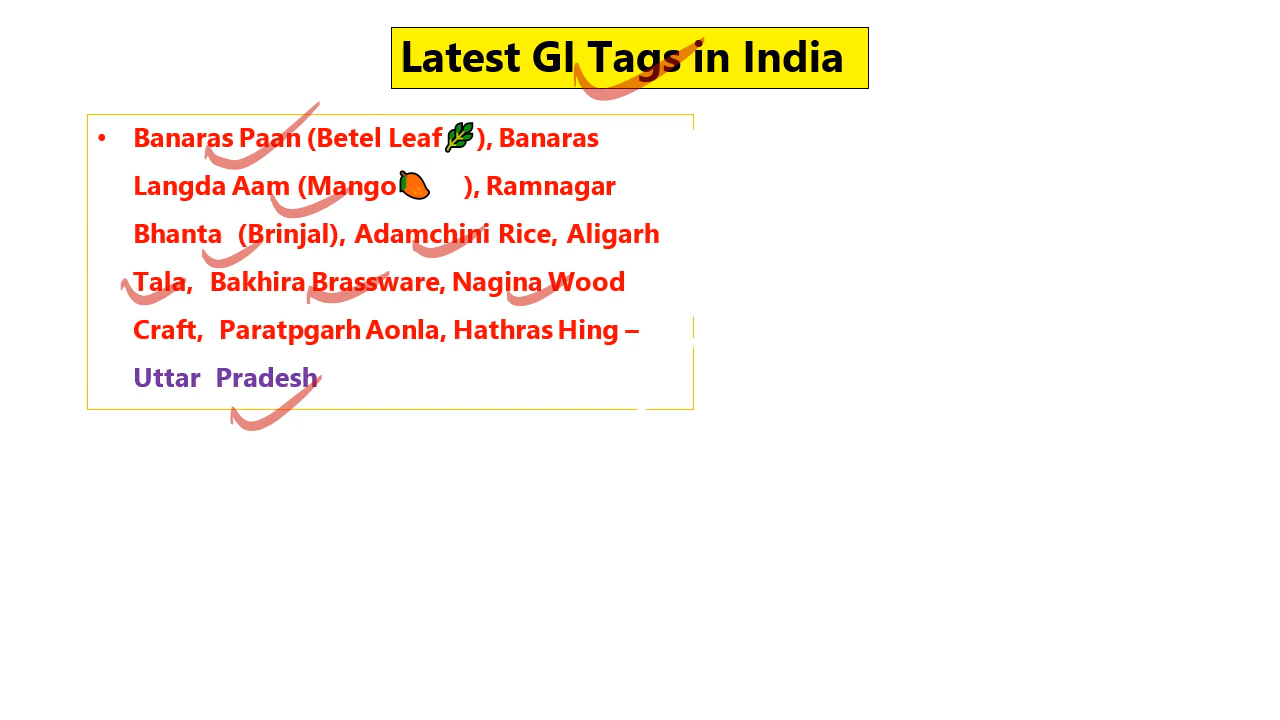 Latest GI Tags in India
• Banaras Paan (Betel Leaf), Banaras
Langda Aam (Mango ), Ramnagar
Bhanta (Brinjal), Adamchini Rice, Aligarh
Tala, Bakhira Brassware, Nagina Wood
Craft, Paratpgarh Aonla, Hathras Hing –
Uttar Pradesh